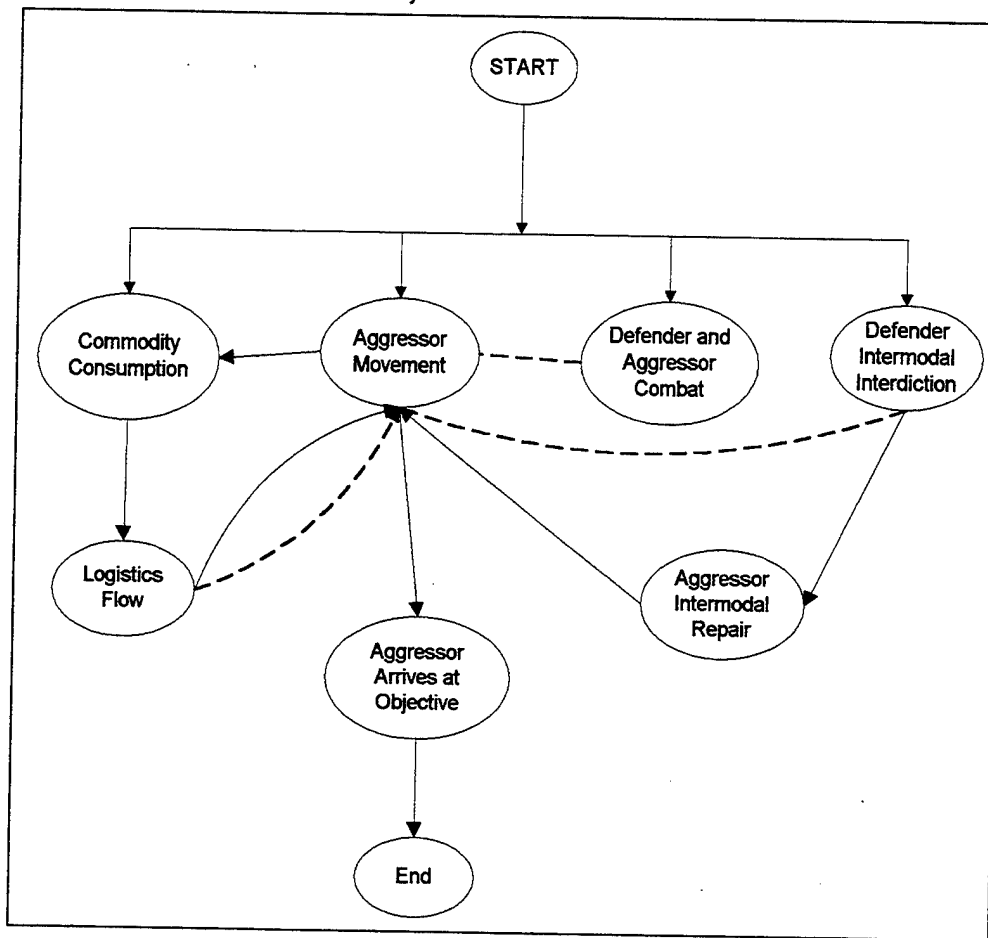 START
Commodity
Consumption
Aggressor
Movement
Defender and
Aggressor
Combat
Defender
Intermodal
Interdiction
Logistics
Flow
Aggressor
Intermodal
Repair
Aggressor
Arrives at
Objective
End